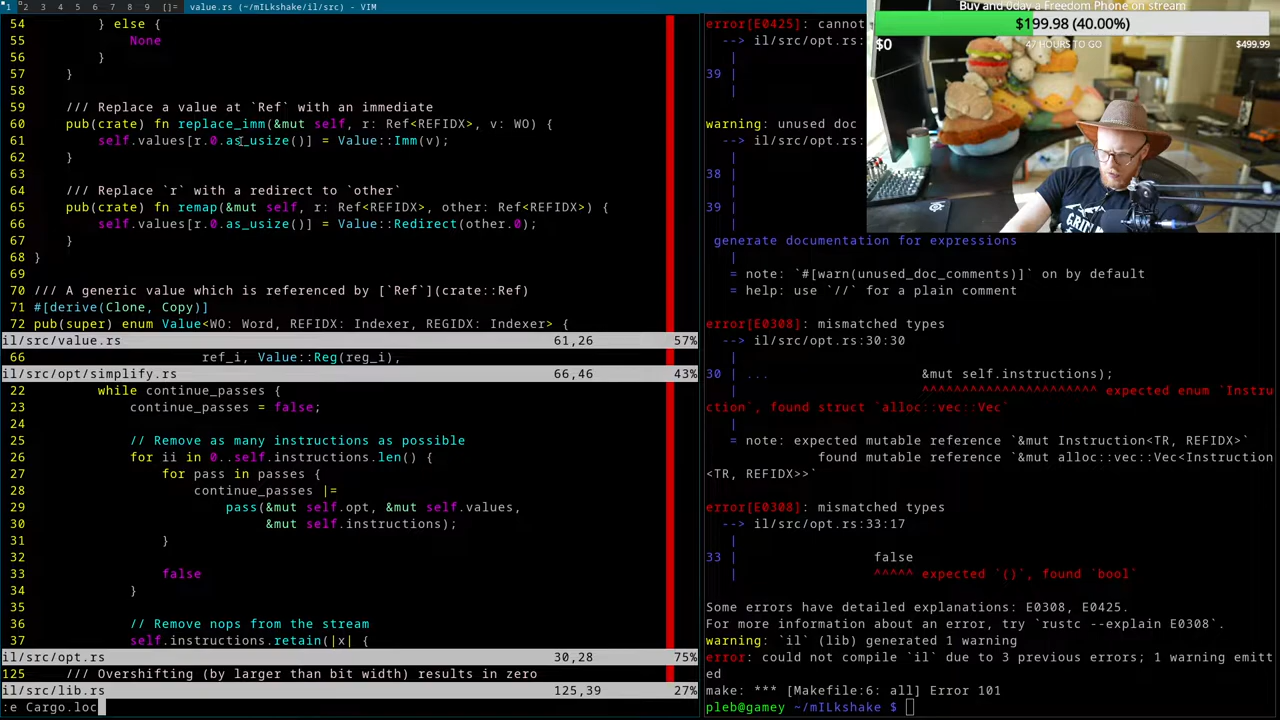 1 2 3 4 5 6 7 8 9 []= value.rs (~/mILkshake/il/src) - VIM
54 } else {
55 None
56 }
57 }
58
59 /// Replace a value at `Ref` with an immediate
60 pub(crate) fn replace_imm(&mut self, r: Ref<REFIDX>, v: WO) {
61 self.values[r.0.as_usize()] = Value::Imm(v);
62 }
63
64 /// Replace `r` with a redirect to `other`
65 pub(crate) fn remap(&mut self, r: Ref<REFIDX>, other: Ref<REFIDX>) {
66 self.values[r.0.as_usize()] = Value::Redirect(other.0);
67 }
68 }
69
70 /// A generic value which is referenced by [`Ref`](crate::Ref)
71 #[derive(Clone, Copy)]
72 pub(super) enum Value<WO: Word, REFIDX: Indexer, REGIDX: Indexer> {
il/src/value.rs 61,26 57%
66 ref_i, Value::Reg(reg_i),
il/src/opt/simplify.rs 66,46 43%
22 while continue_passes {
23 continue_passes = false;
24
25 // Remove as many instructions as possible
26 for ii in 0..self.instructions.len() {
27 for pass in passes {
28 continue_passes |=
29 pass(&mut self.opt, &mut self.values,
30 &mut self.instructions);
31 }
32
33 false
34 }
35
36 // Remove nops from the stream
37 self.instructions.retain(|x| {
il/src/opt.rs 30,28 75%
125 /// Overshifting (by larger than bit width) results in zero
il/src/lib.rs 125,39 27%
:e Cargo.loc
error[E0425]: cannot
--> il/src/opt.rs:
|
39 |
|
warning: unused doc
--> il/src/opt.rs:
|
38 |
|
39 |
|
generate documentation for expressions
|
= note: `#[warn(unused_doc_comments)]` on by default
= help: use `//` for a plain comment
error[E0308]: mismatched types
--> il/src/opt.rs:30:30
|
30 | ... &mut self.instructions);
| ^^^^^^^^^^^^^^^^^^^^^^ expected enum `Instru
ction`, found struct `alloc::vec::Vec`
|
= note: expected mutable reference `&mut Instruction<TR, REFIDX>`
found mutable reference `&mut alloc::vec::Vec<Instruction
<TR, REFIDX>>`
error[E0308]: mismatched types
--> il/src/opt.rs:33:17
|
33 | false
| ^^^^^ expected `()`, found `bool`
Some errors have detailed explanations: E0308, E0425.
For more information about an error, try `rustc --explain E0308`.
warning: `il` (lib) generated 1 warning
error: could not compile `il` due to 3 previous errors; 1 warning emitt
ed
make: *** [Makefile:6: all] Error 101
pleb@gamey ~/mILkshake $
Buy and 0day a Freedom Phone on stream
$199.98 (40.00%)
$0 47 HOURS TO GO $499.99